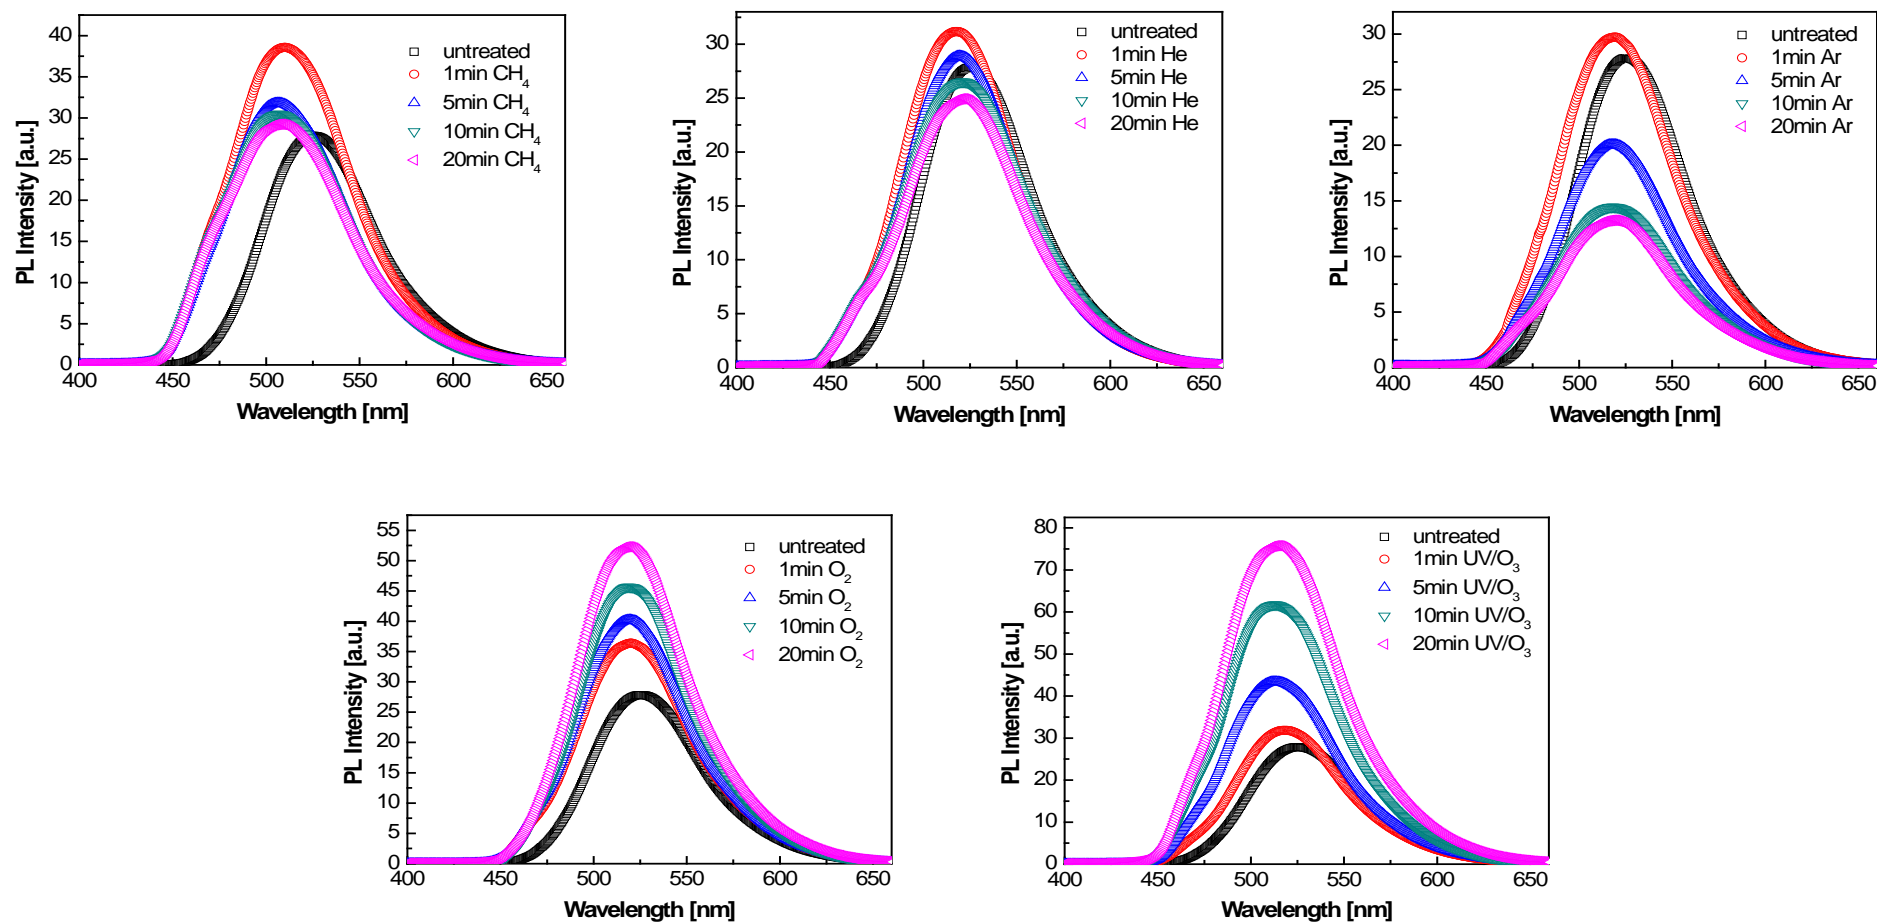 40
35
30
25
20
15
10
5
0
400 450 500 550 600 650
PL Intensity [a.u.]
Wavelength [nm]
untreated
1min CH4
5min CH4
10min CH4
20min CH4
30
25
20
15
10
5
0
400 450 500 550 600 650
PL Intensity [a.u.]
Wavelength [nm]
untreated
1min He
5min He
10min He
20min He
30
25
20
15
10
5
0
400 450 500 550 600 650
PL Intensity [a.u.]
Wavelength [nm]
untreated
1min Ar
5min Ar
10min Ar
20min Ar
55
50
45
40
35
30
25
20
15
10
5
0
400 450 500 550 600 650
PL Intensity [a.u.]
Wavelength [nm]
untreated
1min O2
5min O2
10min O2
20min O2
80
70
60
50
40
30
20
10
0
400 450 500 550 600 650
PL Intensity [a.u.]
Wavelength [nm]
untreated
1min UV/O3
5min UV/O3
10min UV/O3
20min UV/O3